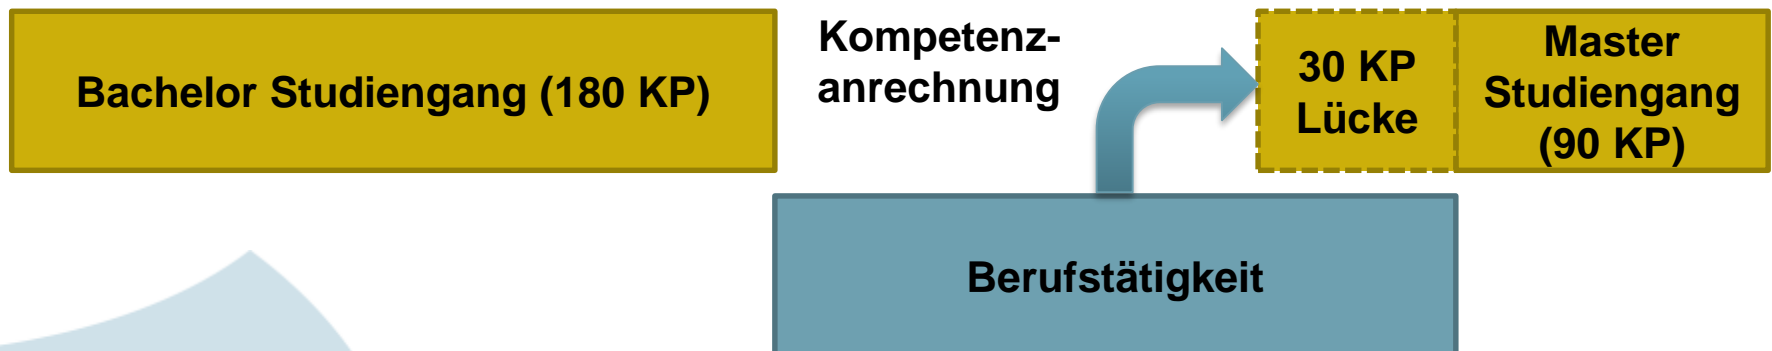 Bachelor Studiengang (180 KP)
Kompetenz-
anrechnung
30 KP
Lücke
Master
Studiengang
(90 KP)
Berufstätigkeit